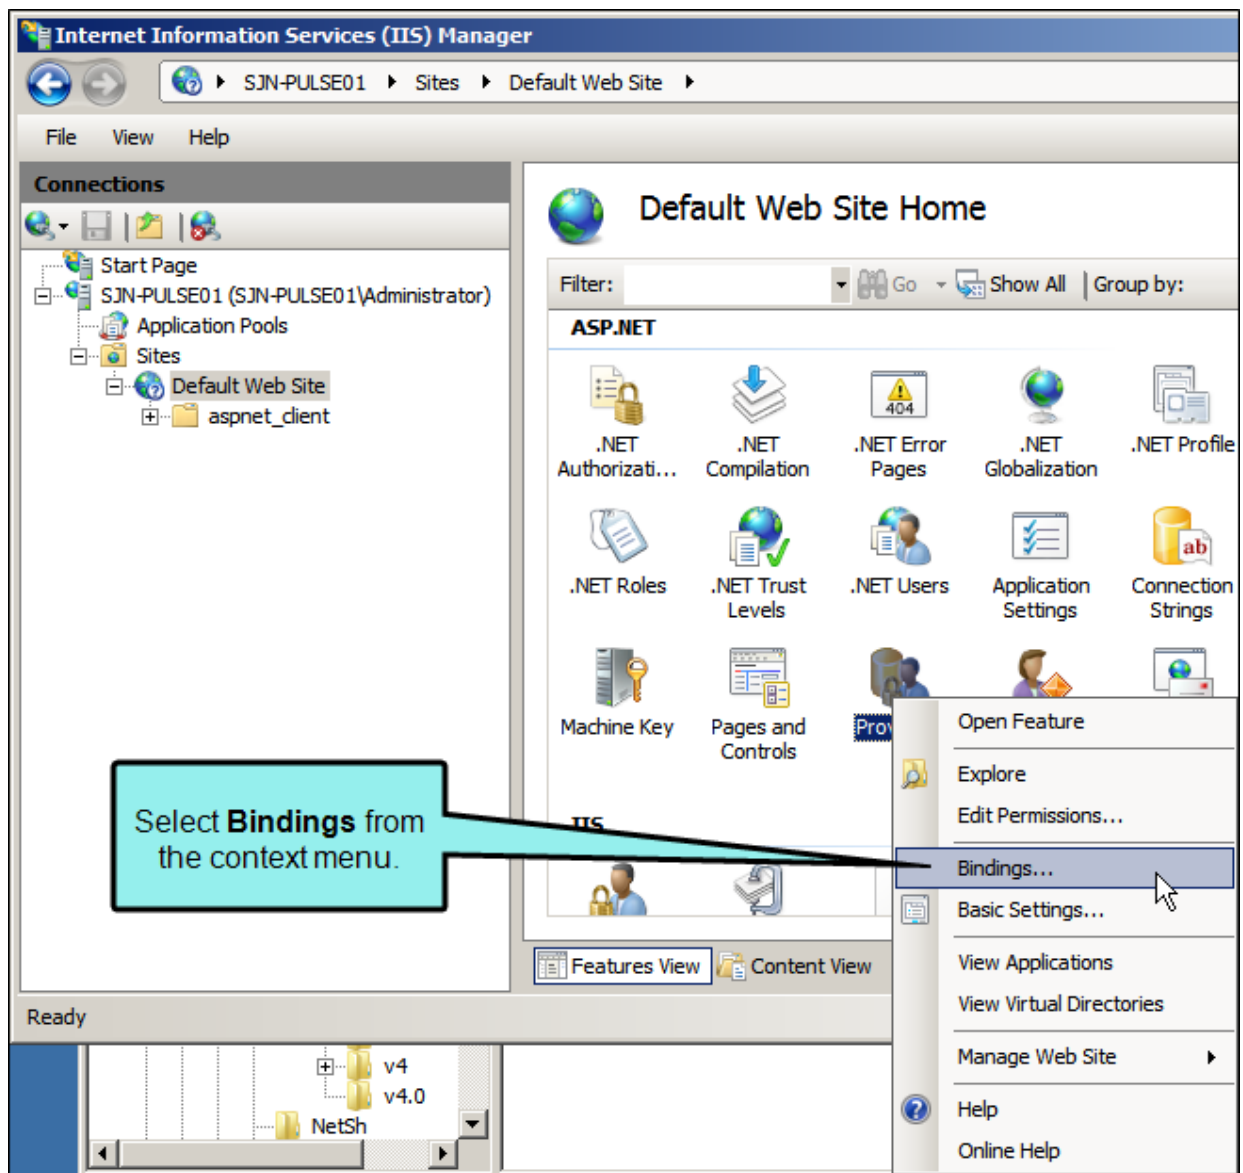 Internet Information Services (IIS) Manager
SJN-PULSE01 Sites Default Web Site
File View Help
Connections
Start Page
SJN-PULSE01 (SJN-PULSE01\Administrator)
Application Pools
Sites
Default Web Site
aspnet_client
Default Web Site Home
Filter: Go Show All Group by:
ASP.NET
404
.NET
Authorizati...
.NET
Compilation
.NET Error
Pages
.NET
Globalization
.NET Profile
ab
.NET Roles
.NET Trust
Levels
.NET Users
Application
Settings
Connection
Strings
Machine Key
Pages and
Controls
Select Bindings from
the context menu.
IIS
Open Feature
Explore
Edit Permissions...
Bindings...
Basic Settings...
View Applications
View Virtual Directories
Manage Web Site
Help
Online Help
Features View Content View
Ready
v4
v4.0
NetSh